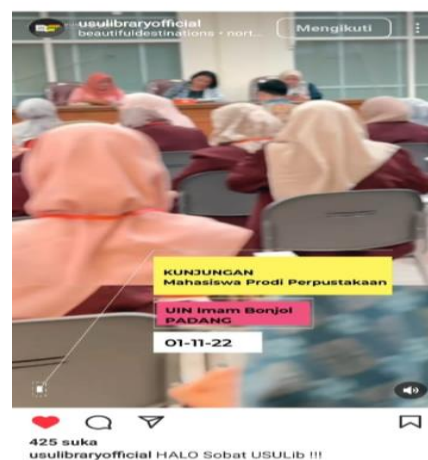 usulibraryofficial
beautifuldestinations • nort...
Mengikuti
KUNJUNGAN
Mahasiswa Prodi Perpustakaan
UIN Imam Bonjol
PADANG
01-11-22
425 suka
usulibraryofficial HALO Sobat USULib !!!